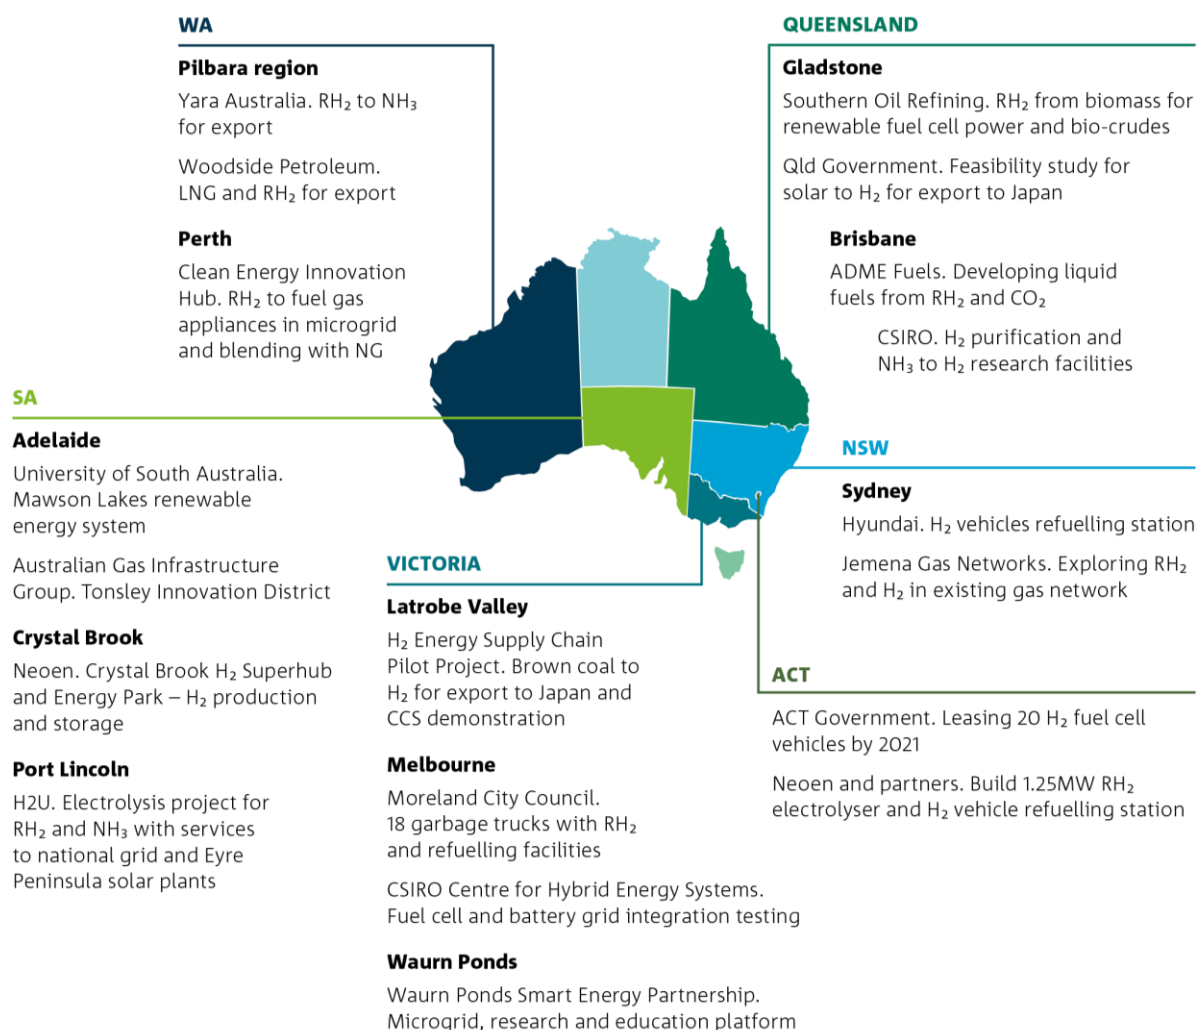 WA
Pilbara region
Yara Australia. RH₂ to NH₃
for export
Woodside Petroleum.
LNG and RH₂ for export
Perth
Clean Energy Innovation
Hub. RH₂ to fuel gas
appliances in microgrid
and blending with NG
QUEENSLAND
Gladstone
Southern Oil Refining. RH₂ from biomass for
renewable fuel cell power and bio-crudes
Qld Government. Feasibility study for
solar to H₂ for export to Japan
Brisbane
ADME Fuels. Developing liquid
fuels from RH₂ and CO₂
CSIRO. H₂ purification and
NH₃ to H₂ research facilities
SA
Adelaide
University of South Australia.
Mawson Lakes renewable
energy system
Australian Gas Infrastructure
Group. Tonsley Innovation District
Crystal Brook
Neoen. Crystal Brook H₂ Superhub
and Energy Park – H₂ production
and storage
Port Lincoln
H2U. Electrolysis project for
RH₂ and NH₃ with services
to national grid and Eyre
Peninsula solar plants
VICTORIA
Latrobe Valley
H₂ Energy Supply Chain
Pilot Project. Brown coal to
H₂ for export to Japan and
CCS demonstration
Melbourne
Moreland City Council.
18 garbage trucks with RH₂
and refuelling facilities
CSIRO Centre for Hybrid Energy Systems.
Fuel cell and battery grid integration testing
Waurn Ponds
Waurn Ponds Smart Energy Partnership.
Microgrid, research and education platform
NSW
Sydney
Hyundai. H₂ vehicles refuelling station
Jemena Gas Networks. Exploring RH₂
and H₂ in existing gas network
ACT
ACT Government. Leasing 20 H₂ fuel cell
vehicles by 2021
Neoen and partners. Build 1.25MW RH₂
electrolyser and H₂ vehicle refuelling station